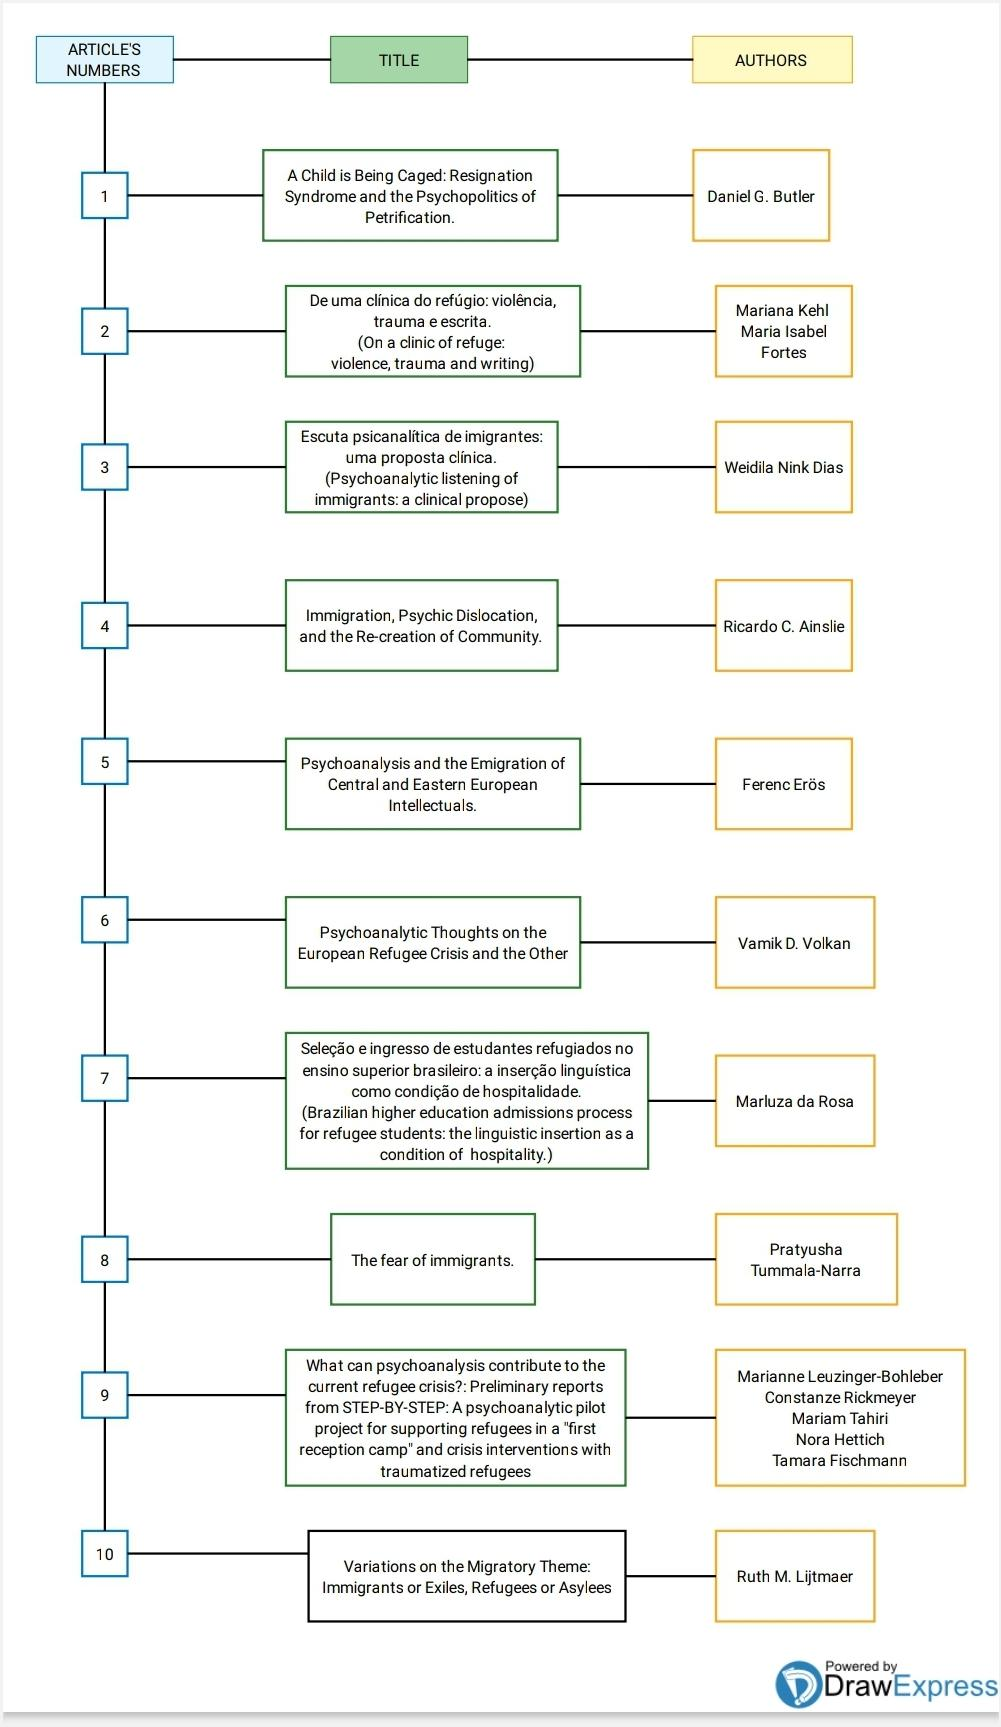 ARTICLE'S
NUMBERS
TITLE
AUTHORS
1
A Child is Being Caged: Resignation
Syndrome and the Psychopolitics of
Petrification.
Daniel G. Butler
2
De uma clínica do refúgio: violência,
trauma e escrita.
(On a clinic of refuge:
violence, trauma and writing)
Mariana Kehl
Maria Isabel
Fortes
3
Escuta psicanalítica de imigrantes:
uma proposta clínica.
(Psychoanalytic listening of
immigrants: a clinical propose)
Weidila Nink Dias
4
Immigration, Psychic Dislocation,
and the Re-creation of Community.
Ricardo C. Ainslie
5
Psychoanalysis and the Emigration of
Central and Eastern European
Intellectuals.
Ferenc Erös
6
Psychoanalytic Thoughts on the
European Refugee Crisis and the Other
Vamik D. Volkan
7
Seleção e ingresso de estudantes refugiados no
ensino superior brasileiro: a inserção linguística
como condição de hospitalidade.
(Brazilian higher education admissions process
for refugee students: the linguistic insertion as a
condition of hospitality.)
Marluza da Rosa
8
The fear of immigrants.
Pratyusha
Tummala-Narra
9
What can psychoanalysis contribute to the
current refugee crisis?: Preliminary reports
from STEP-BY-STEP: A psychoanalytic pilot
project for supporting refugees in a "first
reception camp" and crisis interventions with
traumatized refugees
Marianne Leuzinger-Bohleber
Constanze Rickmeyer
Mariam Tahiri
Nora Hettich
Tamara Fischmann
10
Variations on the Migratory Theme:
Immigrants or Exiles, Refugees or Asylees
Ruth M. Lijtmaer
Powered by
DrawExpress